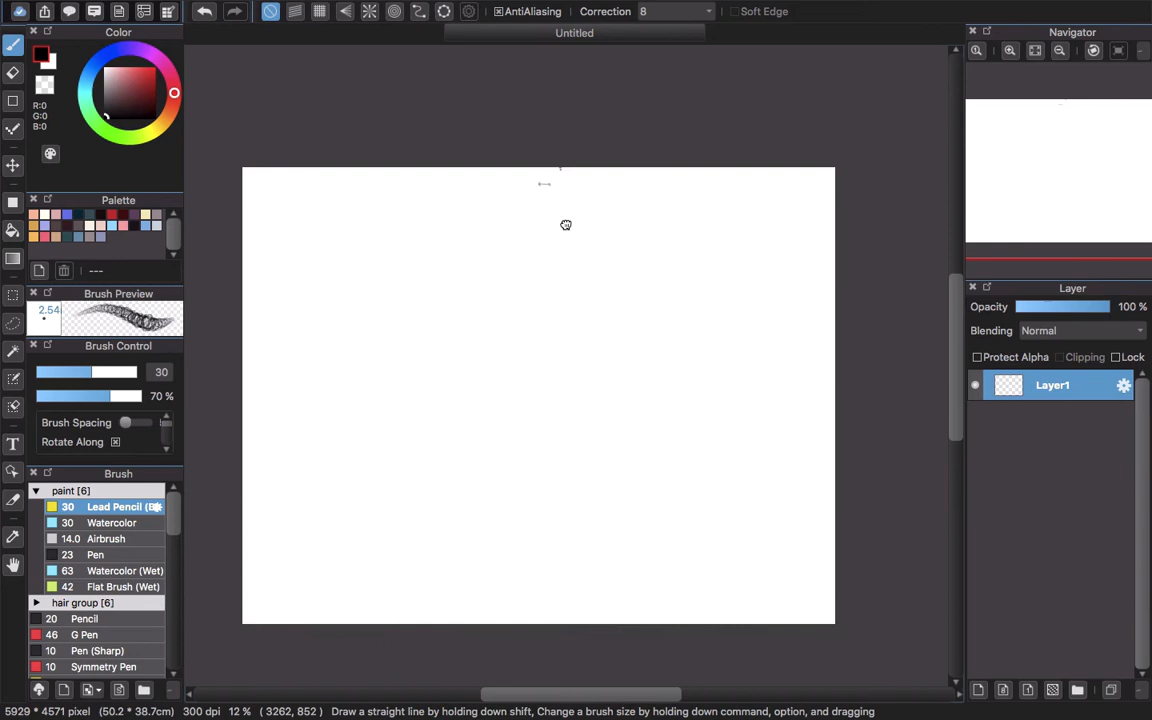 AntiAliasing Correction 8 Soft Edge
Untitled
Color
R:0
G:0
B:0
Palette
---
Brush Preview
2.54
Brush Control
30
70 %
Brush Spacing
Rotate Along
Brush
paint [6]
30 Lead Pencil
30 Watercolor
14.0 Airbrush
23 Pen
63 Watercolor (Wet)
42 Flat Brush (Wet)
hair group [6]
20 Pencil
46 G Pen
10 Pen (Sharp)
10 Symmetry Pen
Navigator
Layer
Opacity 100 %
Blending Normal
Protect Alpha Clipping Lock
Layer1
5929 * 4571 pixel (50.2 * 38.7cm) 300 dpi 12 % ( 3262, 852 ) Draw a straight line by holding down shift, Change a brush size by holding down command, option, and dragging